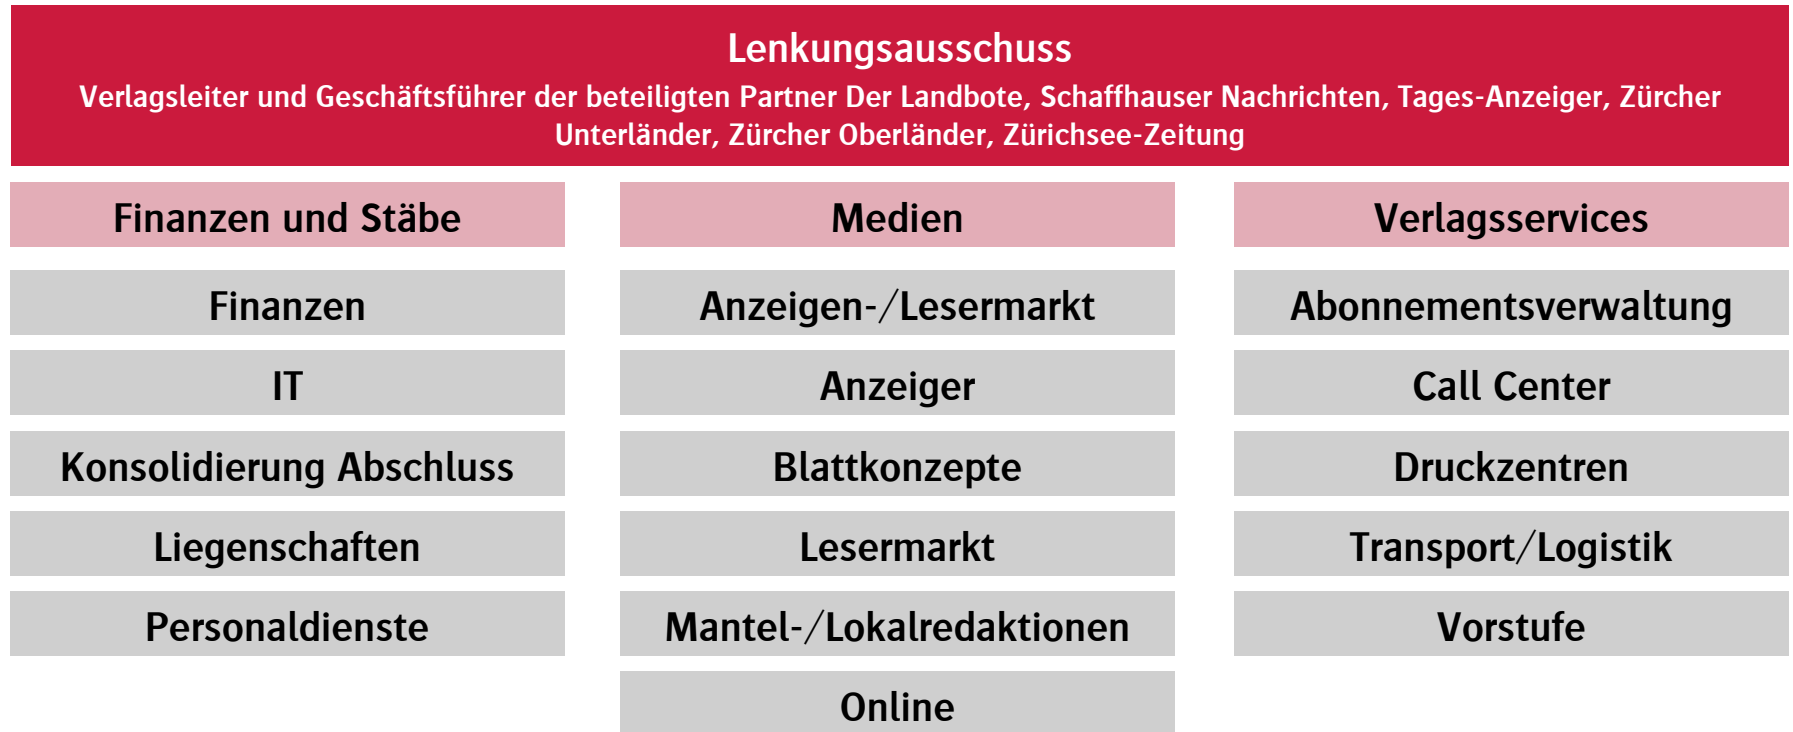 Lenkungsausschuss
Verlagsleiter und Geschäftsführer der beteiligten Partner Der Landbote, Schaffhauser Nachrichten, Tages-Anzeiger, Zürcher
Unterländer, Zürcher Oberländer, Zürichsee-Zeitung
Finanzen und Stäbe
Finanzen
IT
Konsolidierung Abschluss
Liegenschaften
Personaldienste
Medien
Anzeigen-/Lesermarkt
Anzeiger
Blattkonzepte
Lesermarkt
Mantel-/Lokalredaktionen
Online
Verlagsservices
Abonnementsverwaltung
Call Center
Druckzentren
Transport/Logistik
Vorstufe